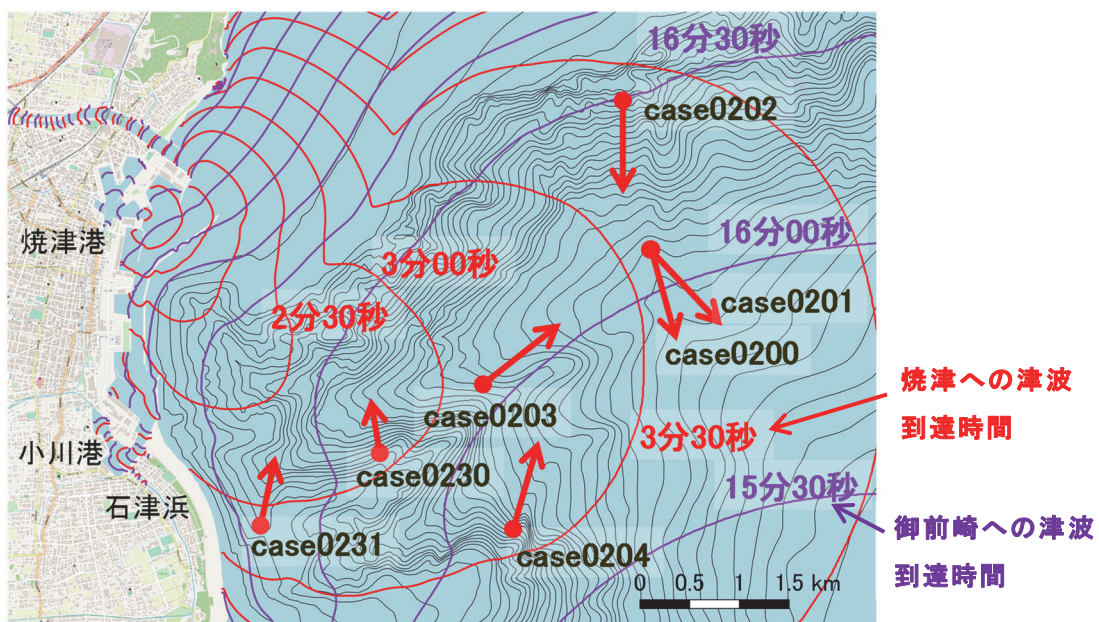 16分30秒
case0202
16分00秒
焼津港
3分00秒
2分30秒
case0201
case0200
焼津への津波
到達時間
case0203
3分30秒
小川港
case0230
15分30秒
石津浜
御前崎への津波
到達時間
case0231
case0204
0 0.5 1 1.5 km